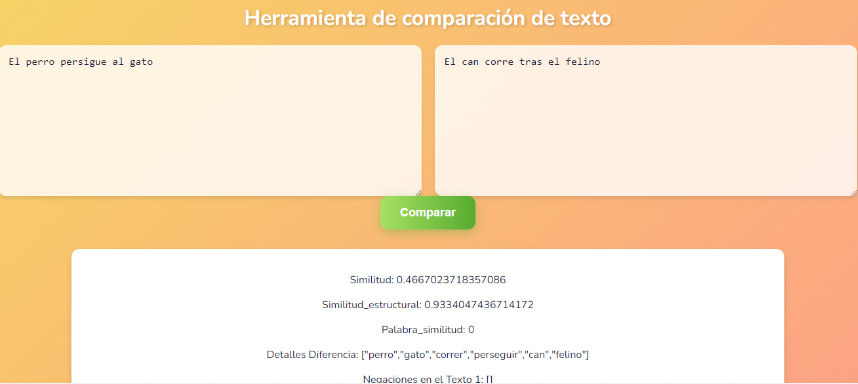 Herramienta de comparación de texto
El perro persigue al gato
El can corre tras el felino
Comparar
Similitud: 0.4667023718357086
Similitud_estructural: 0.9334047436714172
Palabra_similitud: 0
Detalles Diferencia: ["perro","gato","correr","perseguir","can","felino"]
Negaciones en el Texto 1: []